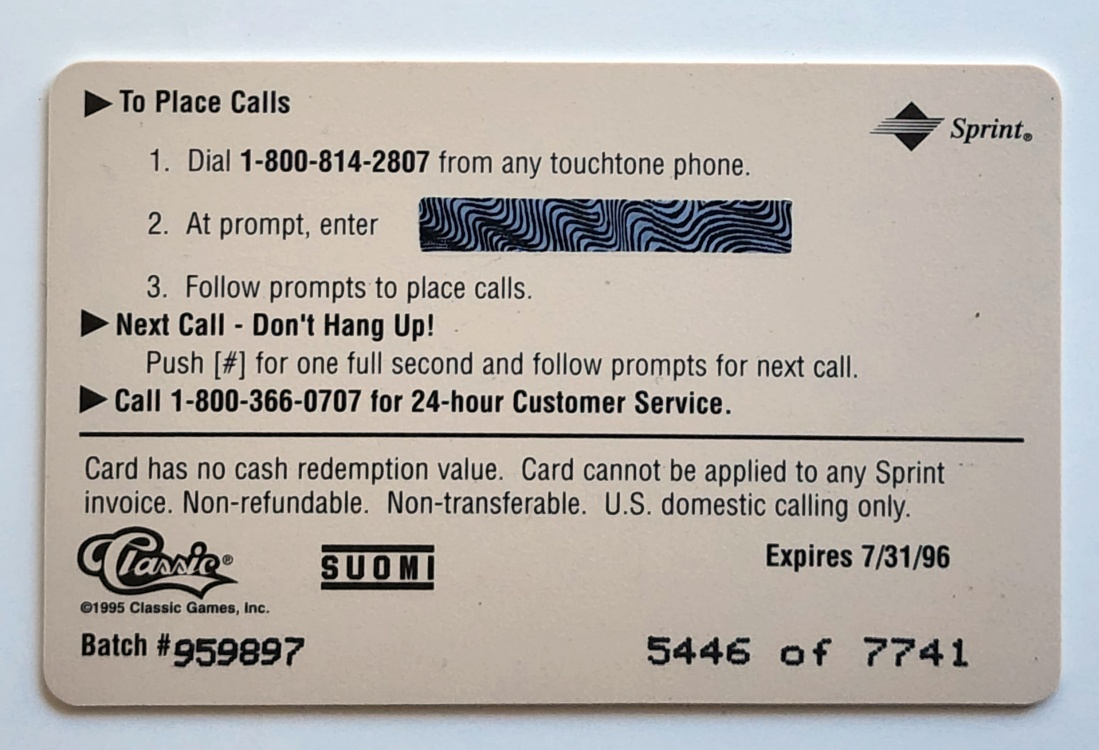 ▶ To Place Calls
Sprint®
1. Dial 1-800-814-2807 from any touchtone phone.
2. At prompt, enter
3. Follow prompts to place calls.
▶ Next Call - Don't Hang Up!
Push [#] for one full second and follow prompts for next call.
▶ Call 1-800-366-0707 for 24-hour Customer Service.
Card has no cash redemption value. Card cannot be applied to any Sprint
invoice. Non-refundable. Non-transferable. U.S. domestic calling only.
Classic®
SUOMI
Expires 7/31/96
©1995 Classic Games, Inc.
Batch #959897
5446 of 7741